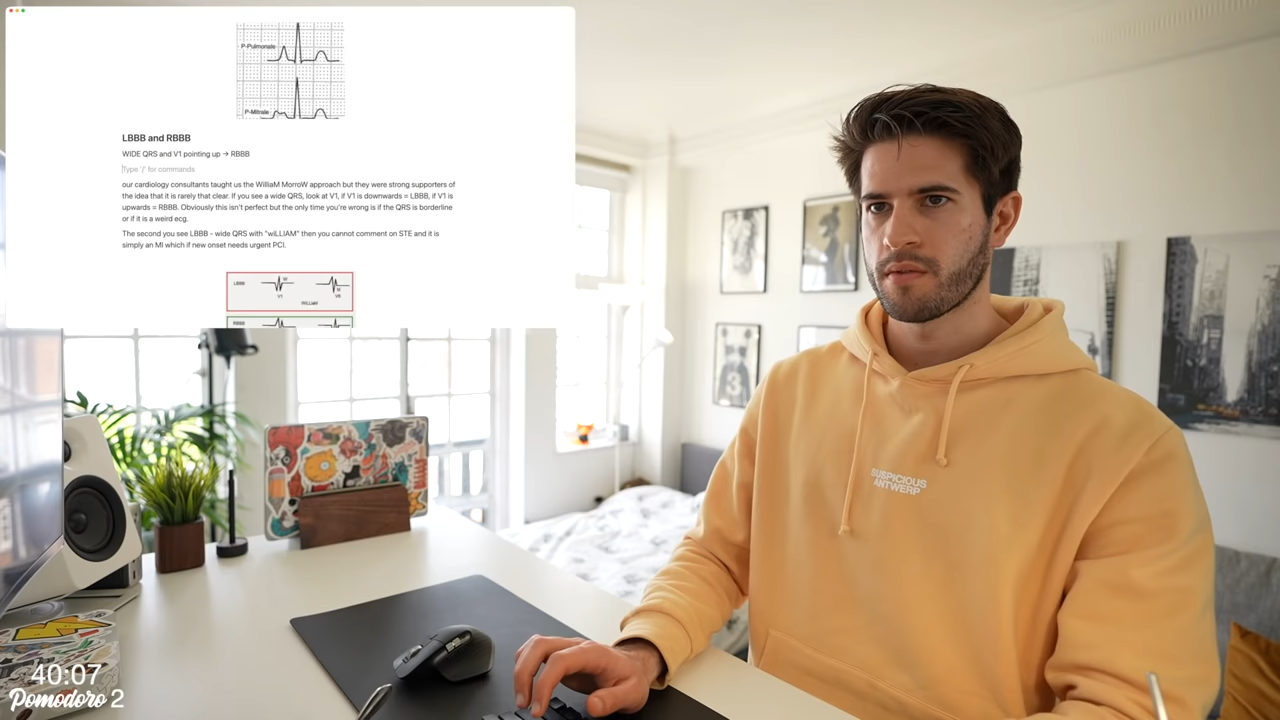 P-Pulmonale
P-Mitrale
LBBB and RBBB
WIDE QRS and V1 pointing up → RBBB
Type '/' for commands
our cardiology consultants taught us the WilliaM MorroW approach but they were strong supporters of
the idea that it is rarely that clear. If you see a wide QRS, look at V1, if V1 is downwards = LBBB, if V1 is
upwards = RBBB. Obviously this isn't perfect but the only time you're wrong is if the QRS is borderline
or if it is a weird ecg.
The second you see LBBB - wide QRS with "wiLLIAM" then you cannot comment on STE and it is
simply an MI which if new onset needs urgent PCI.
LBBB
W
M
V1
V6
WILLIAM
RBBB
3
SUSPICIOUS
ANTWERP
40:07
Pomodoro 2